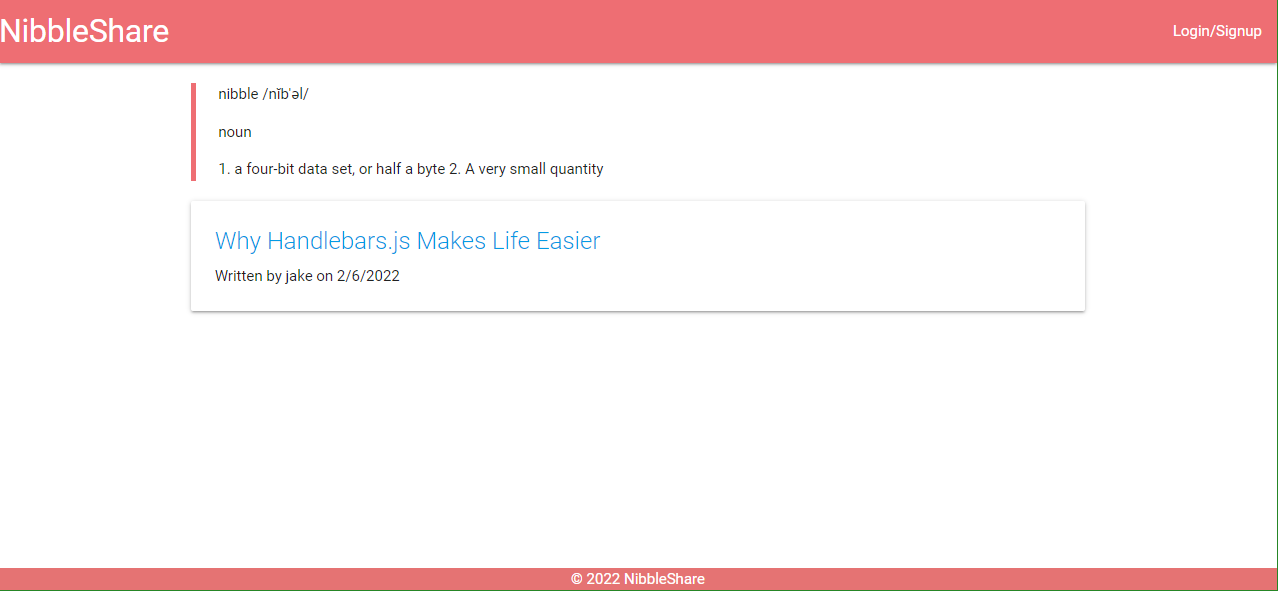 NibbleShare
Login/Signup
nibble /nĭb′əl/
noun
1. a four-bit data set, or half a byte 2. A very small quantity
Why Handlebars.js Makes Life Easier
Written by jake on 2/6/2022
© 2022 NibbleShare